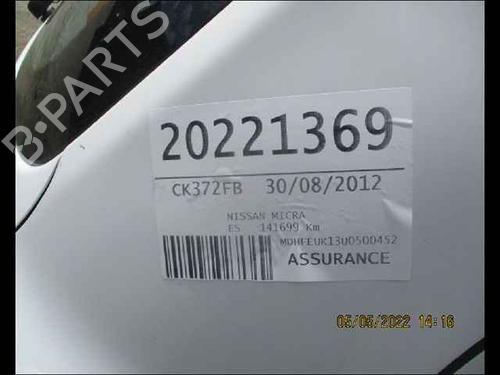 B-PARTS
20221369
CK372FB 30/08/2012
NISSAN MICRA
ES 141699 Km
MDHFEUK13U0500452
ASSURANCE
05/05/2022 14:16